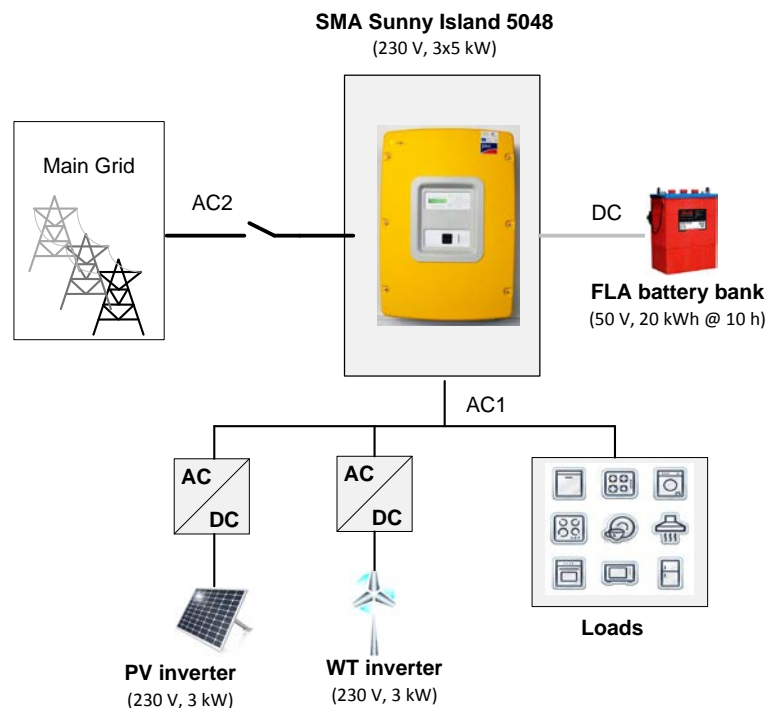 SMA Sunny Island 5048
(230 V, 3x5 kW)
Main Grid
AC2
DC
FLA battery bank
(50 V, 20 kWh @ 10 h)
AC1
AC
DC
AC
DC
PV inverter
(230 V, 3 kW)
WT inverter
(230 V, 3 kW)
Loads